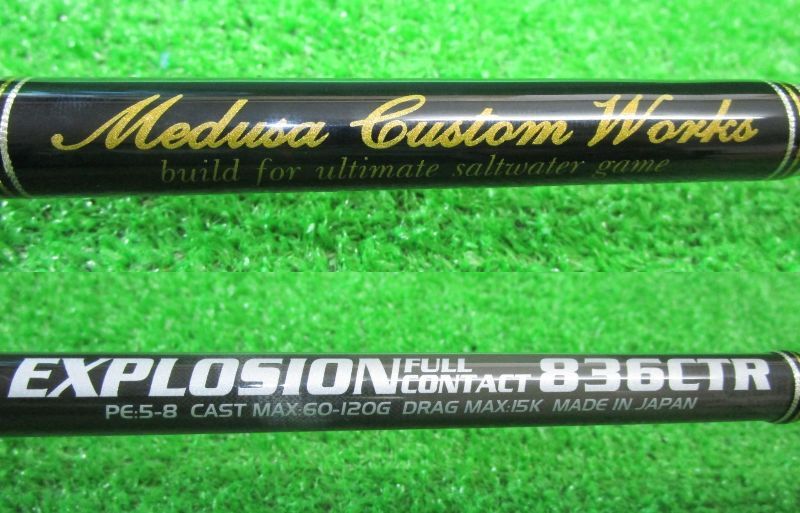 Medusa Custom Works
build for ultimate saltwater game
EXPLOSION FULL CONTACT 836CTR
PE:5-8 CAST MAX:60-120G DRAG MAX:15K MADE IN JAPAN